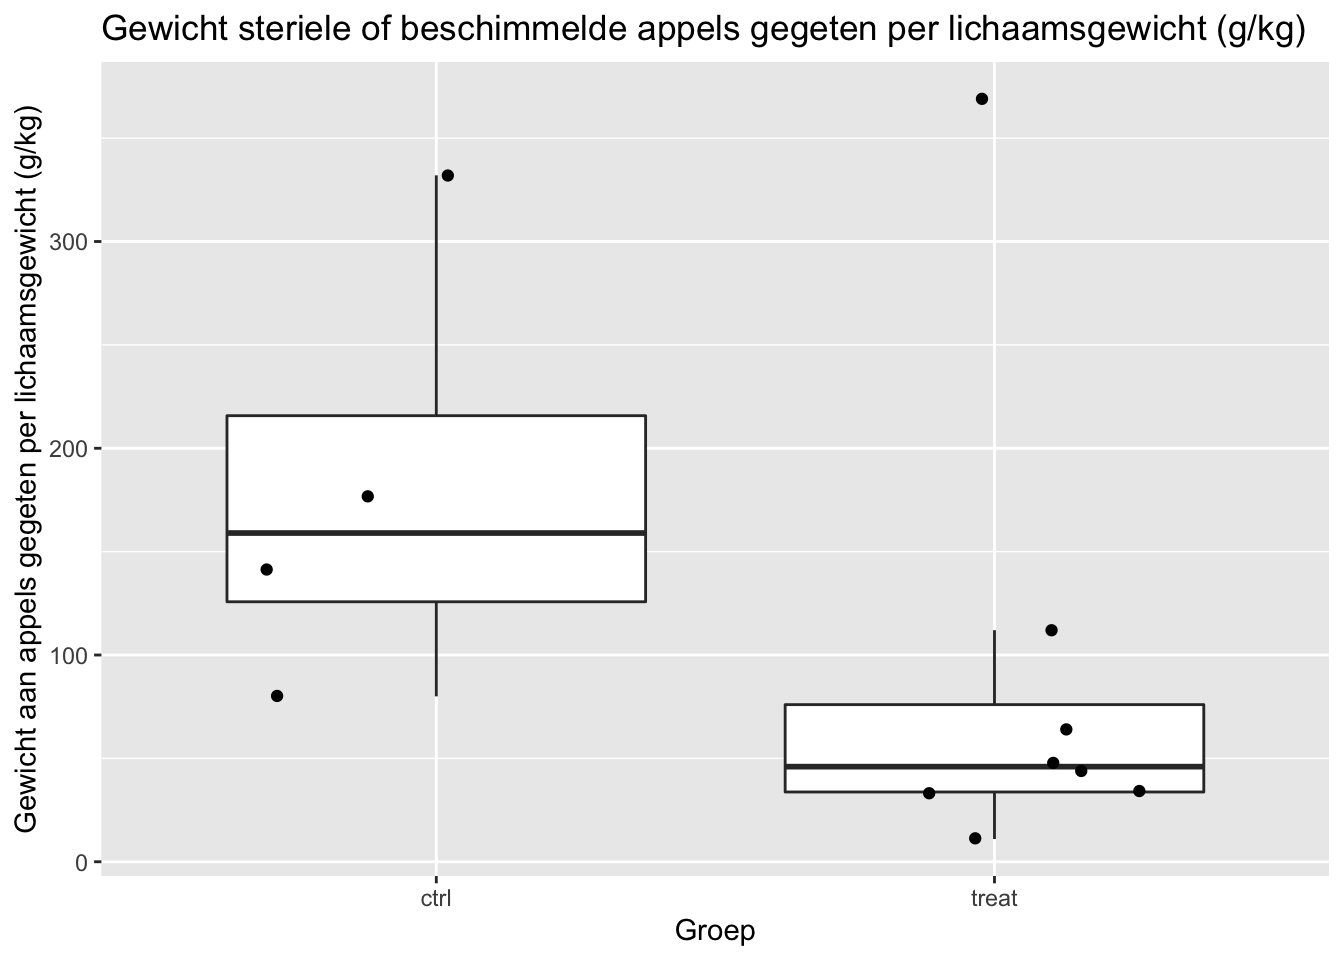 Gewicht steriele of beschimmelde appels gegeten per lichaamsgewicht (g/kg)
Gewicht aan appels gegeten per lichaamsgewicht (g/kg)
300
200
100
0
ctrl
treat
Groep